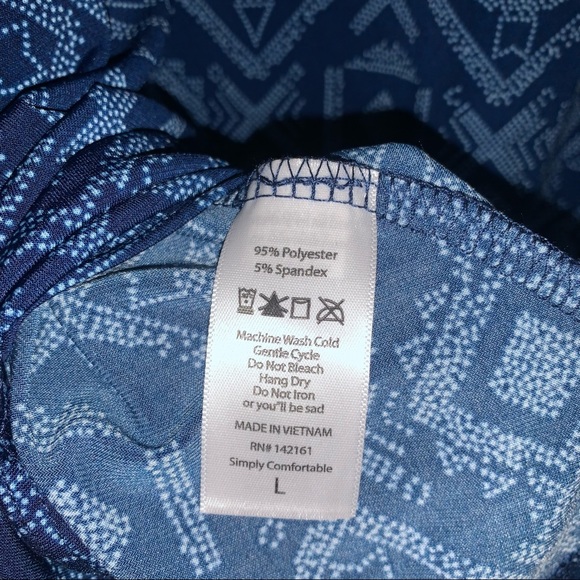 95% Polyester
5% Spandex
Machine Wash Cold
Gentle Cycle
Do Not Bleach
Hang Dry
Do Not Iron
or you"ll be sad
MADE IN VIETNAM
RN# 142161
Simply Comfortable
L